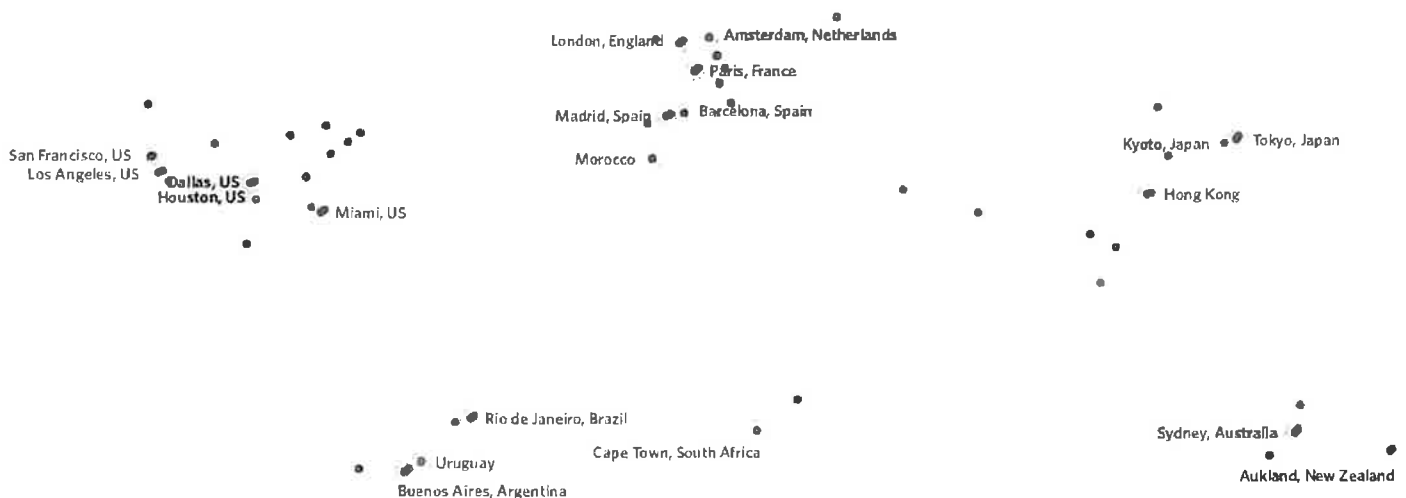 London, England
Amsterdam, Netherlands
Paris, France
Madrid, Spain
Barcelona, Spain
Morocco
San Francisco, US
Los Angeles, US
Dallas, US
Houston, US
Miami, US
Kyoto, Japan
Tokyo, Japan
Hong Kong
Rio de Janeiro, Brazil
Uruguay
Buenos Aires, Argentina
Cape Town, South Africa
Sydney, Australia
Aukland, New Zealand